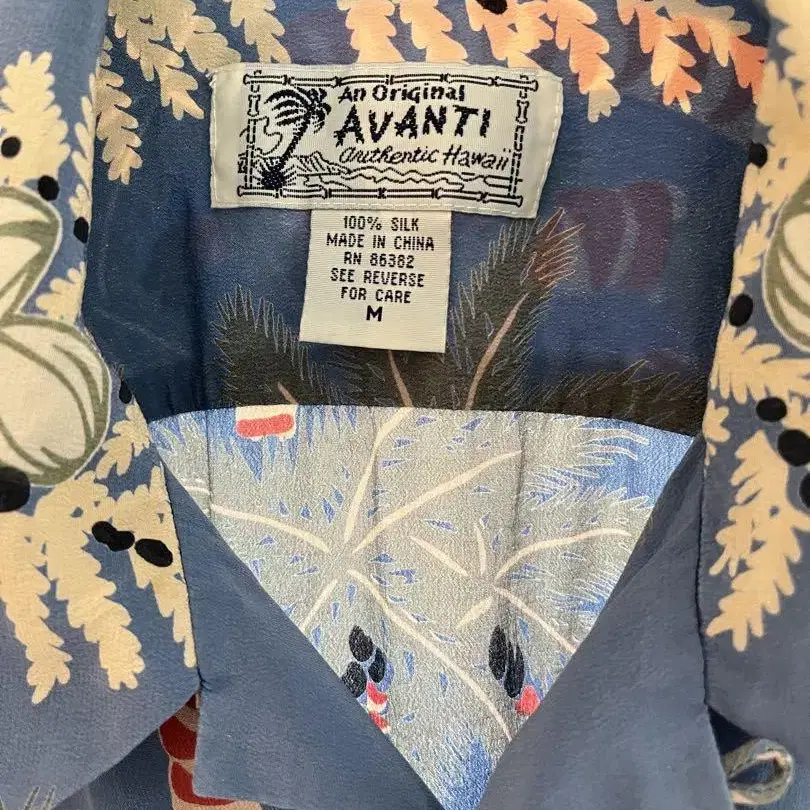 An Original
AVANTI
authentic Hawaii
100% SILK
MADE IN CHINA
RN 86382
SEE REVERSE
FOR CARE
M